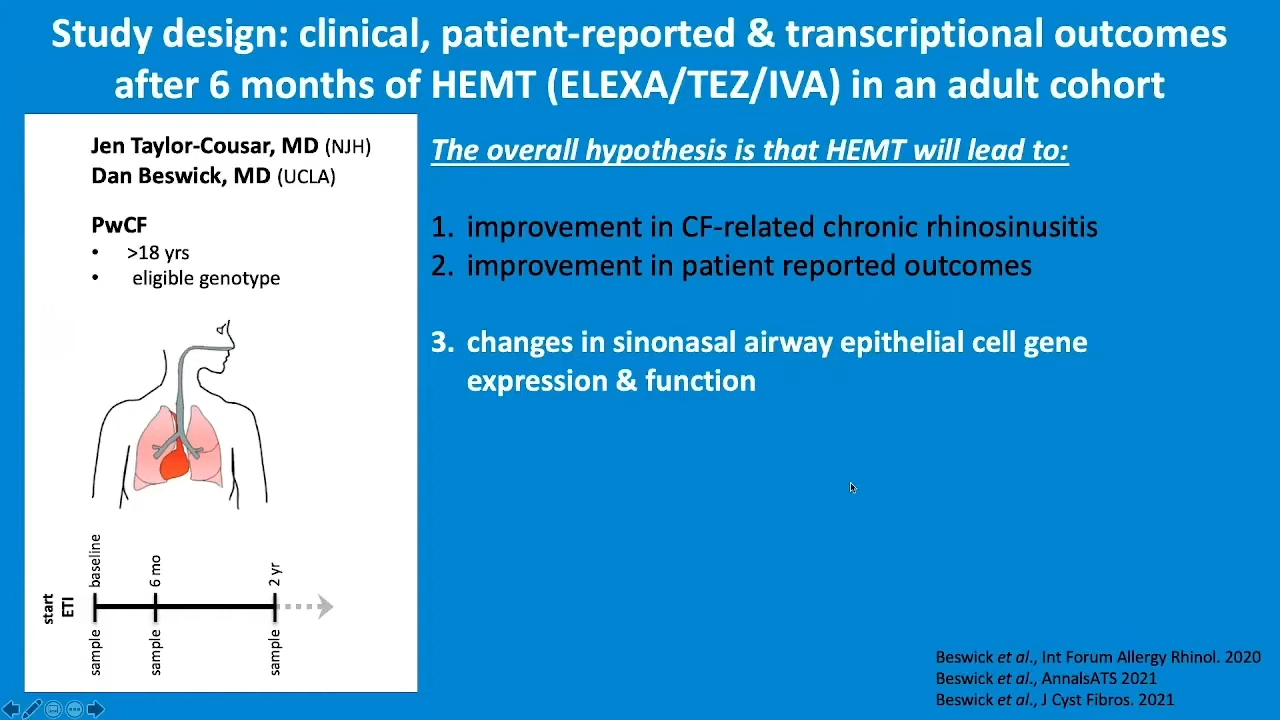 Study design: clinical, patient-reported & transcriptional outcomes
after 6 months of HEMT (ELEXA/TEZ/IVA) in an adult cohort
Jen Taylor-Cousar, MD (NJH)
Dan Beswick, MD (UCLA)
PwCF
• >18 yrs
• eligible genotype
start
ETI
baseline
6 mo
2 yr
sample
sample
sample
The overall hypothesis is that HEMT will lead to:
1. improvement in CF-related chronic rhinosinusitis
2. improvement in patient reported outcomes
3. changes in sinonasal airway epithelial cell gene
expression & function
Beswick et al., Int Forum Allergy Rhinol. 2020
Beswick et al., AnnalsATS 2021
Beswick et al., J Cyst Fibros. 2021